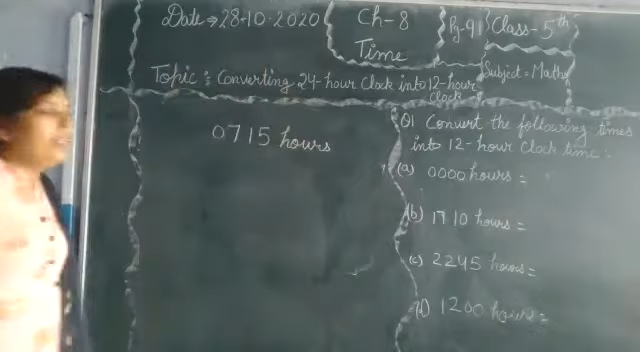 Date → 28-10-2020
Ch-8
Time
Pg-91
Class-5th
Subject = Maths
Topic : Converting 24-hour Clock into 12-hour
Clock
0715 hours
Q1 Convert the following times
into 12-hour Clock time :
(a) 0000 hours =
(b) 1710 hours =
(c) 2245 hours =
(d) 1200 hours =